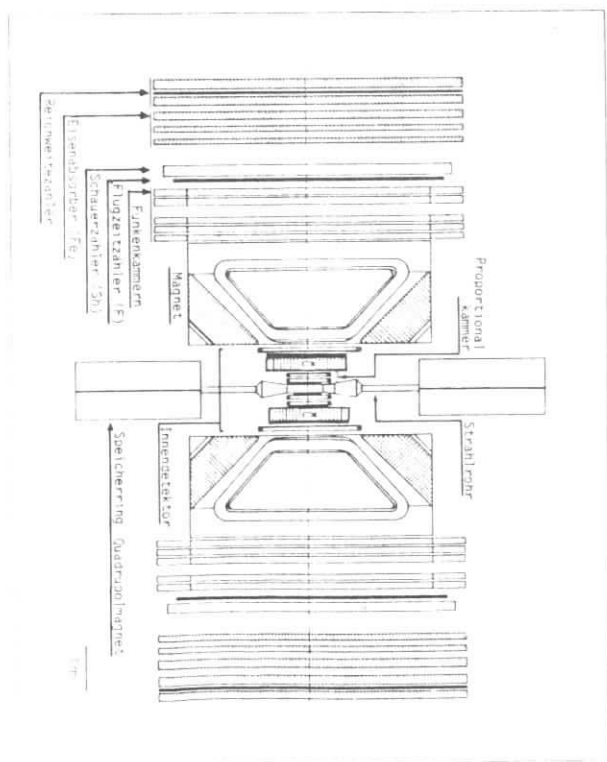 Reichweitezähler
Eisenabsorber (Fe)
Schauerzähler (Sh)
Flugzeitzähler (F)
Funkenkammern
Magnet
Proportional
kammer
Innendetektor
Strahlrohr
Speicherring Quadrupolmagnet